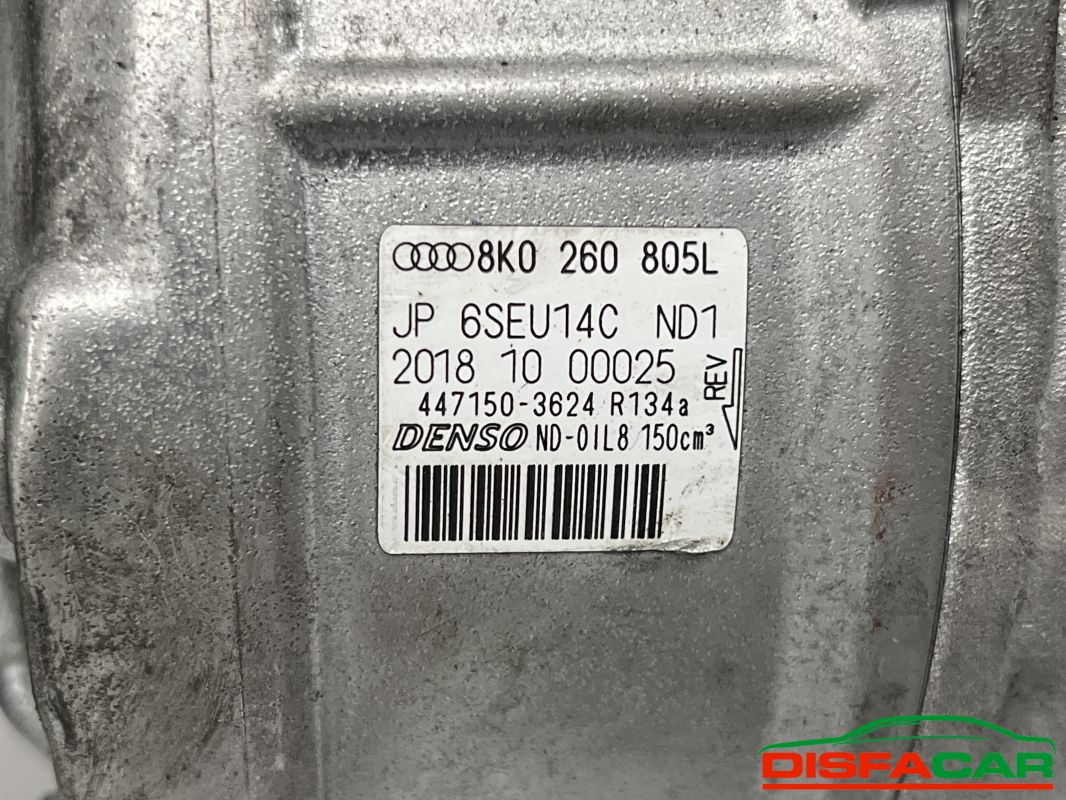 8K0 260 805L
JP 6SEU14C ND1
2018 10 00025
447150-3624 R134a
REV
DENSO ND-OIL8 150cm³
DISFACAR